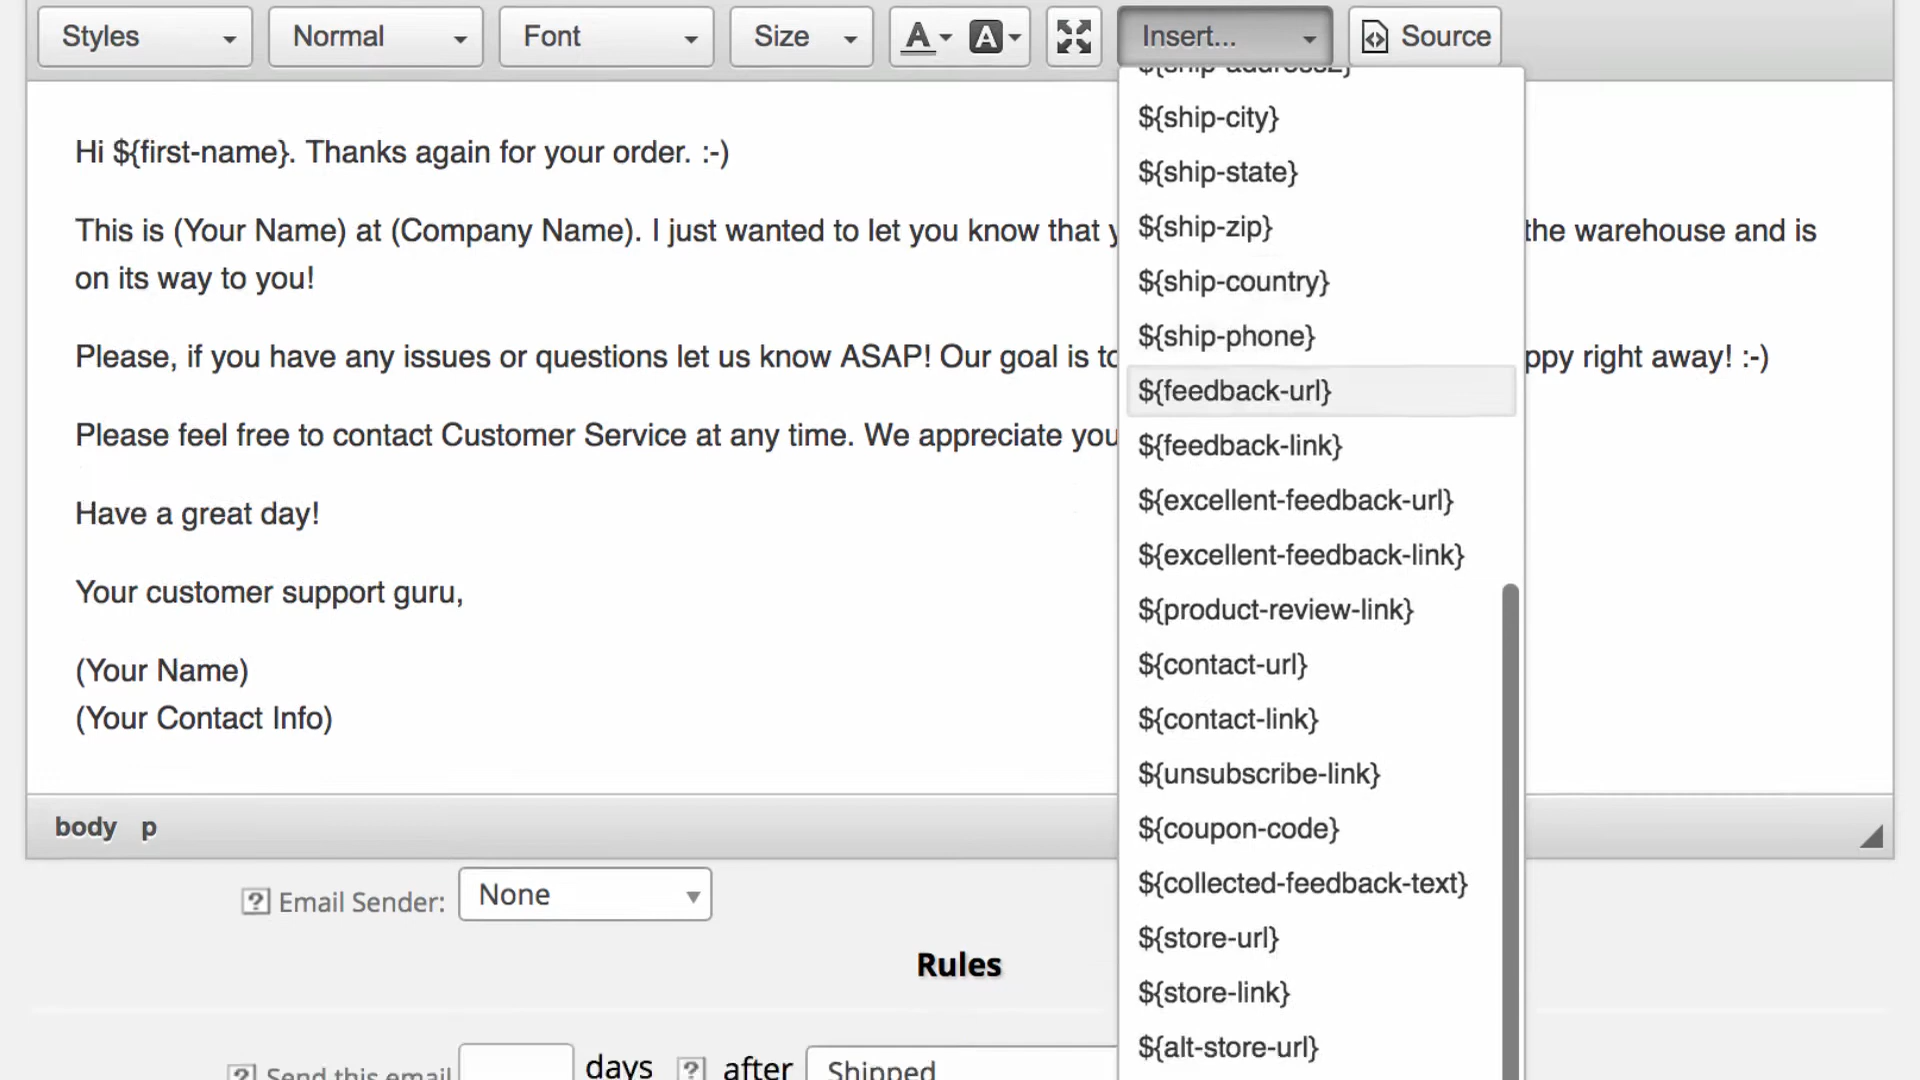 Styles Normal Font Size A A Insert... Source
${ship-address2}
Hi ${first-name}. Thanks again for your order. :-)
This is (Your Name) at (Company Name). I just wanted to let you know that y
the warehouse and is
on its way to you!
Please, if you have any issues or questions let us know ASAP! Our goal is to
ppy right away! :-)
Please feel free to contact Customer Service at any time. We appreciate you
Have a great day!
Your customer support guru,
(Your Name)
(Your Contact Info)
${ship-city}
${ship-state}
${ship-zip}
${ship-country}
${ship-phone}
${feedback-url}
${feedback-link}
${excellent-feedback-url}
${excellent-feedback-link}
${product-review-link}
${contact-url}
${contact-link}
${unsubscribe-link}
${coupon-code}
${collected-feedback-text}
${store-url}
${store-link}
${alt-store-url}
body p
? Email Sender: None
Rules
? Send this email days ? after Shipped